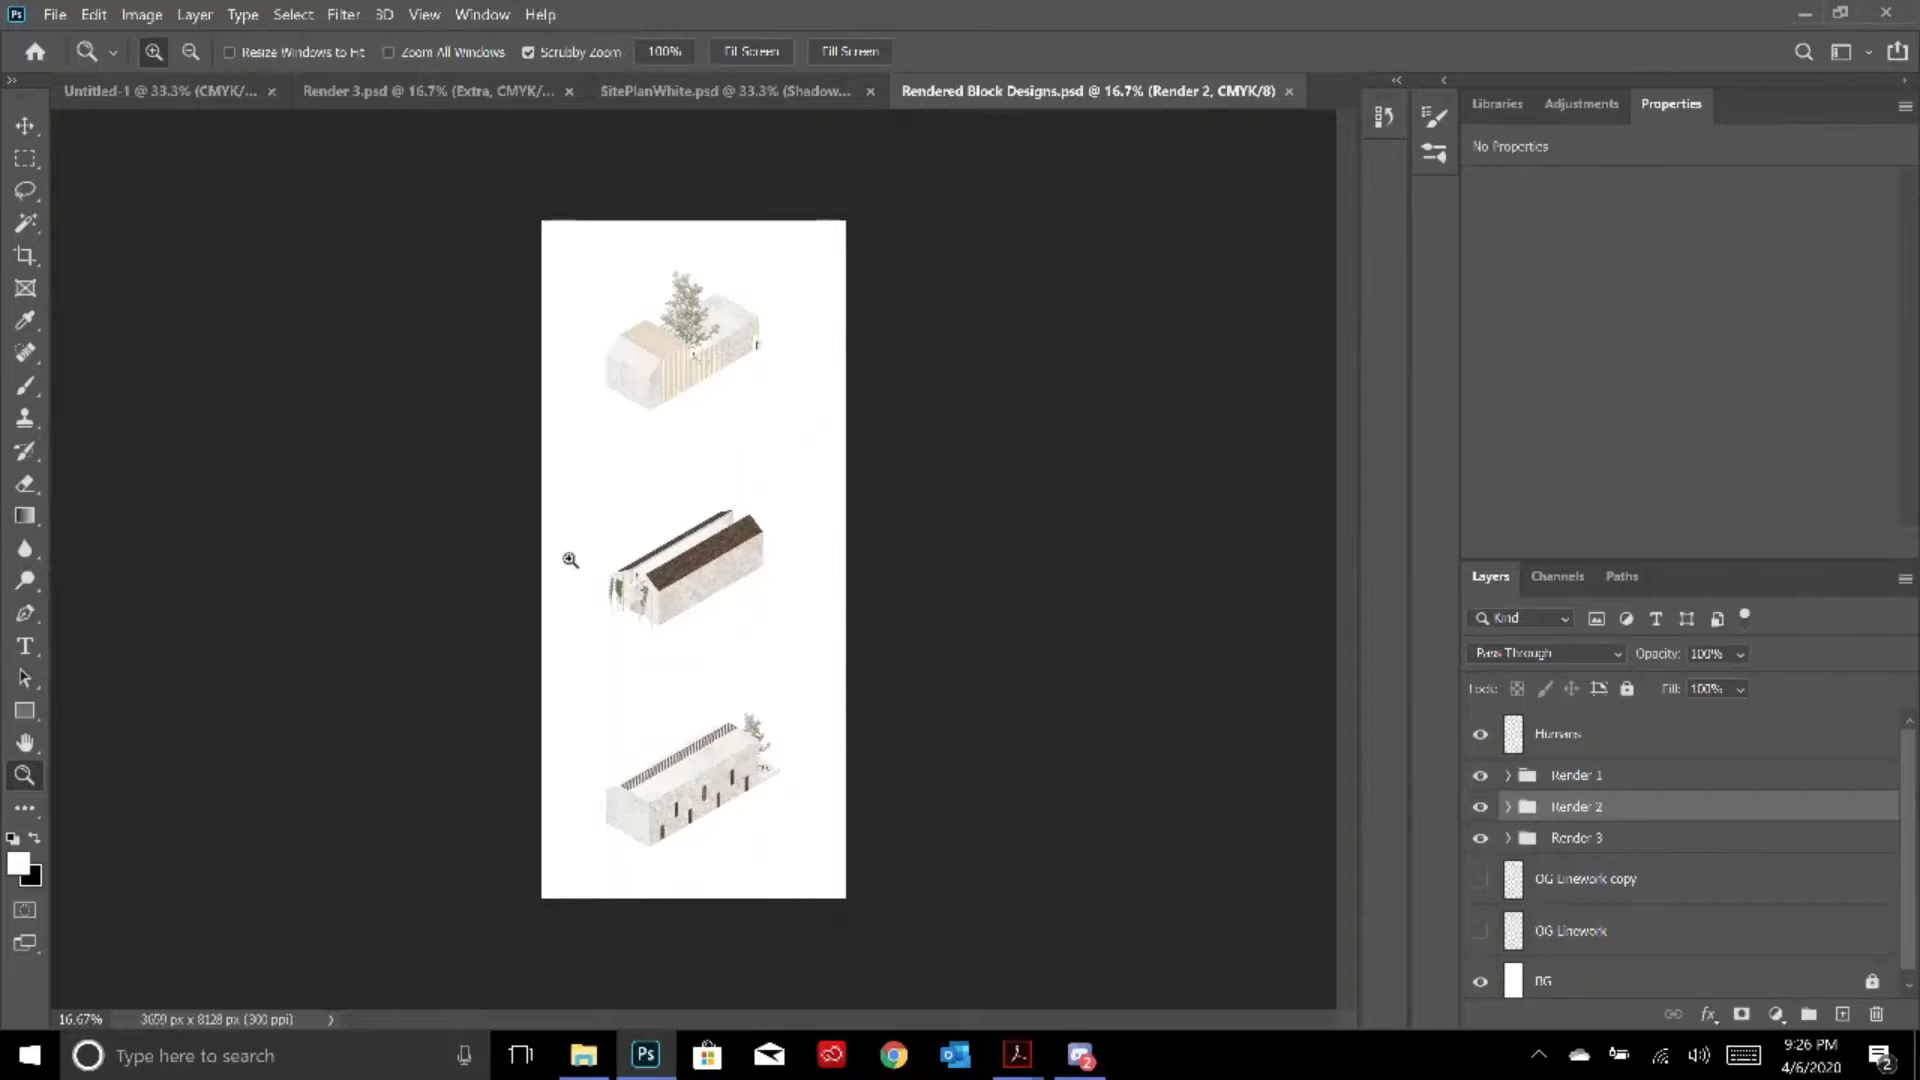 Ps File Edit Image Layer Type Select Filter 3D View Window Help
Resize Windows to Fit Zoom All Windows Scrubby Zoom 100% Fit Screen Fill Screen
Untitled-1 @ 33.3% (CMYK/... × Render 3.psd @ 16.7% (Extra, CMYK/... × SitePlanWhite.psd @ 33.3% (Shadow... × Rendered Block Designs.psd @ 16.7% (Render 2, CMYK/8) ×
Libraries Adjustments Properties
No Properties
Layers Channels Paths
Kind
Pass Through Opacity: 100%
Lock: Fill: 100%
Humans
Render 1
Render 2
Render 3
OG Linework copy
OG Linework
BG
fx
16.67% 3659 px x 8128 px (300 ppi)
Type here to search
Ps
2
9:26 PM
4/6/2020
2